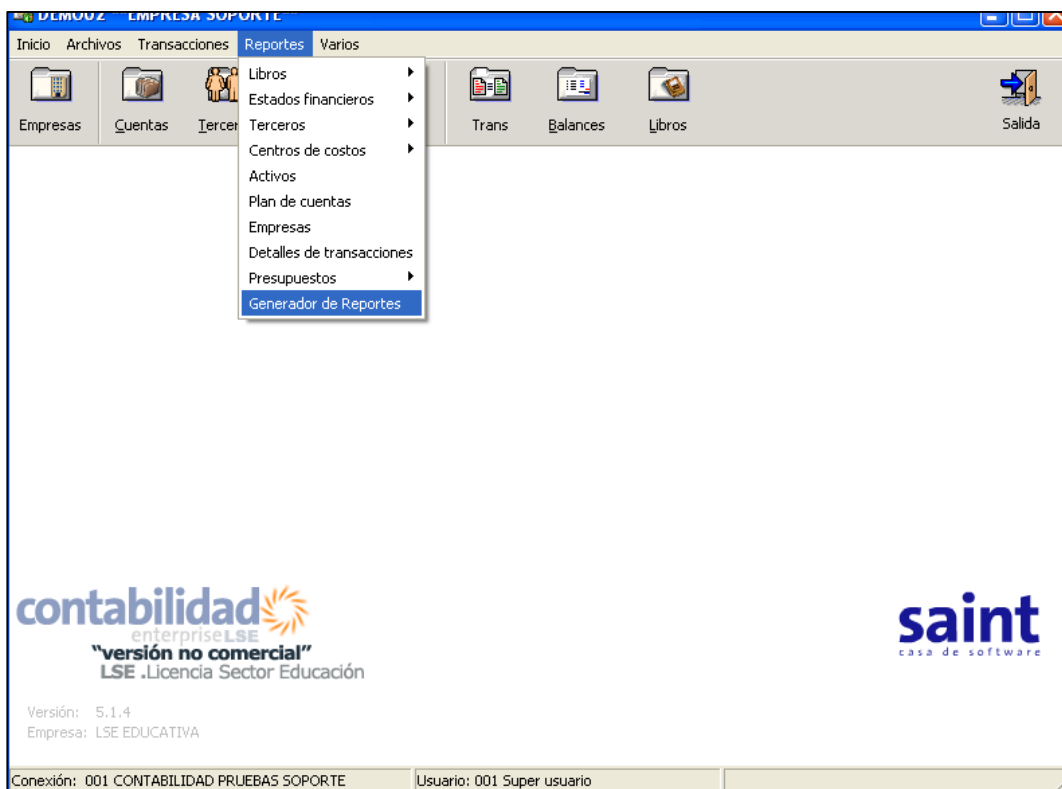 DEMO02 ** EMPRESA SOPORTE **
Inicio Archivos Transacciones Reportes Varios
Empresas Cuentas Tercer Trans Balances Libros Salida
Libros
Estados financieros
Terceros
Centros de costos
Activos
Plan de cuentas
Empresas
Detalles de transacciones
Presupuestos
Generador de Reportes
contabilidad
enterpriseLSE
"versión no comercial"
LSE .Licencia Sector Educación
saint
casa de software
Versión: 5.1.4
Empresa: LSE EDUCATIVA
Conexión: 001 CONTABILIDAD PRUEBAS SOPORTE Usuario: 001 Super usuario